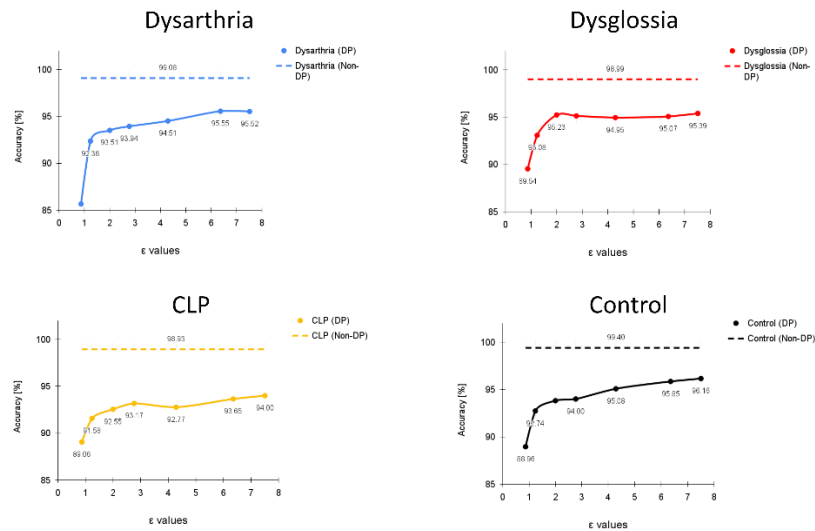 Dysarthria
Dysarthria (DP)
Dysarthria (Non-DP)
Accuracy [%]
100
95
90
85
99.08
92.36
93.51
93.94
94.51
95.55
95.52
0 1 2 3 4 5 6 7 8
ε values
Dysglossia
Dysglossia (DP)
Dysglossia (Non-
DP)
Accuracy [%]
100
95
90
85
98.99
89.54
93.08
95.23
94.95
95.07
95.39
0 1 2 3 4 5 6 7 8
ε values
CLP
CLP (DP)
CLP (Non-DP)
Accuracy [%]
100
95
90
85
98.93
89.06
91.58
92.55
93.17
92.77
93.65
94.00
0 1 2 3 4 5 6 7 8
ε values
Control
Control (DP)
Control (Non-DP)
Accuracy [%]
100
95
90
85
99.40
88.96
92.74
94.00
95.08
95.85
96.16
0 1 2 3 4 5 6 7 8
ε values